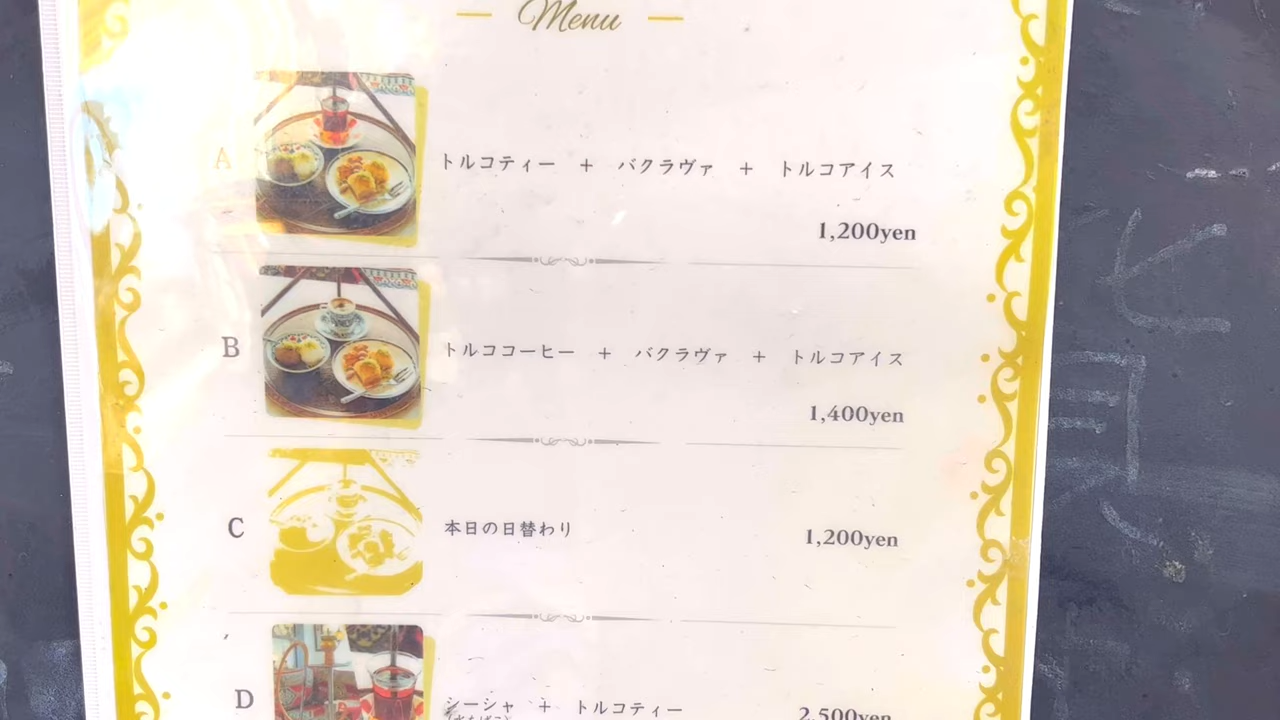 Menu
A
トルコティー + バクラヴァ + トルコアイス
1,200yen
B
トルココーヒー + バクラヴァ + トルコアイス
1,400yen
C
本日の日替わり
1,200yen
D
シーシャ + トルコティー
2,500yen